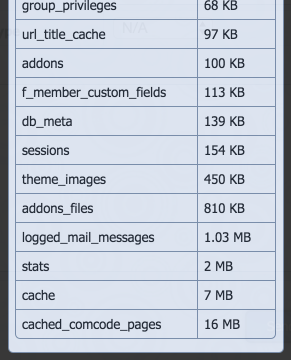 group_privileges 68 KB
url_title_cache 97 KB
addons 100 KB
f_member_custom_fields 113 KB
db_meta 139 KB
sessions 154 KB
theme_images 450 KB
addons_files 810 KB
logged_mail_messages 1.03 MB
stats 2 MB
cache 7 MB
cached_comcode_pages 16 MB